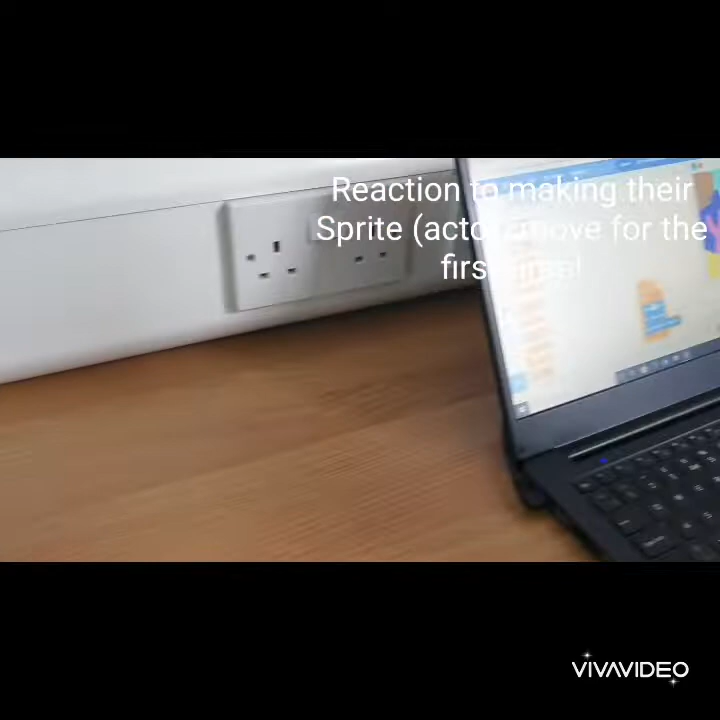 Reaction to making their
Sprite (actor) move for the
first time!
VIVAVIDEO